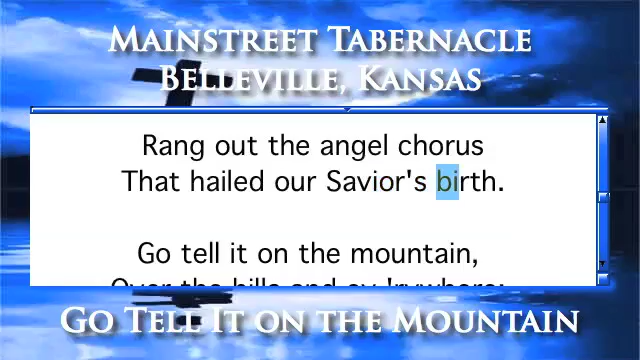 MAINSTREET TABERNACLE
BELLEVILLE, KANSAS
Rang out the angel chorus
That hailed our Savior's birth.
Go tell it on the mountain,
Over the hills and ev'rywhere;
GO TELL IT ON THE MOUNTAIN